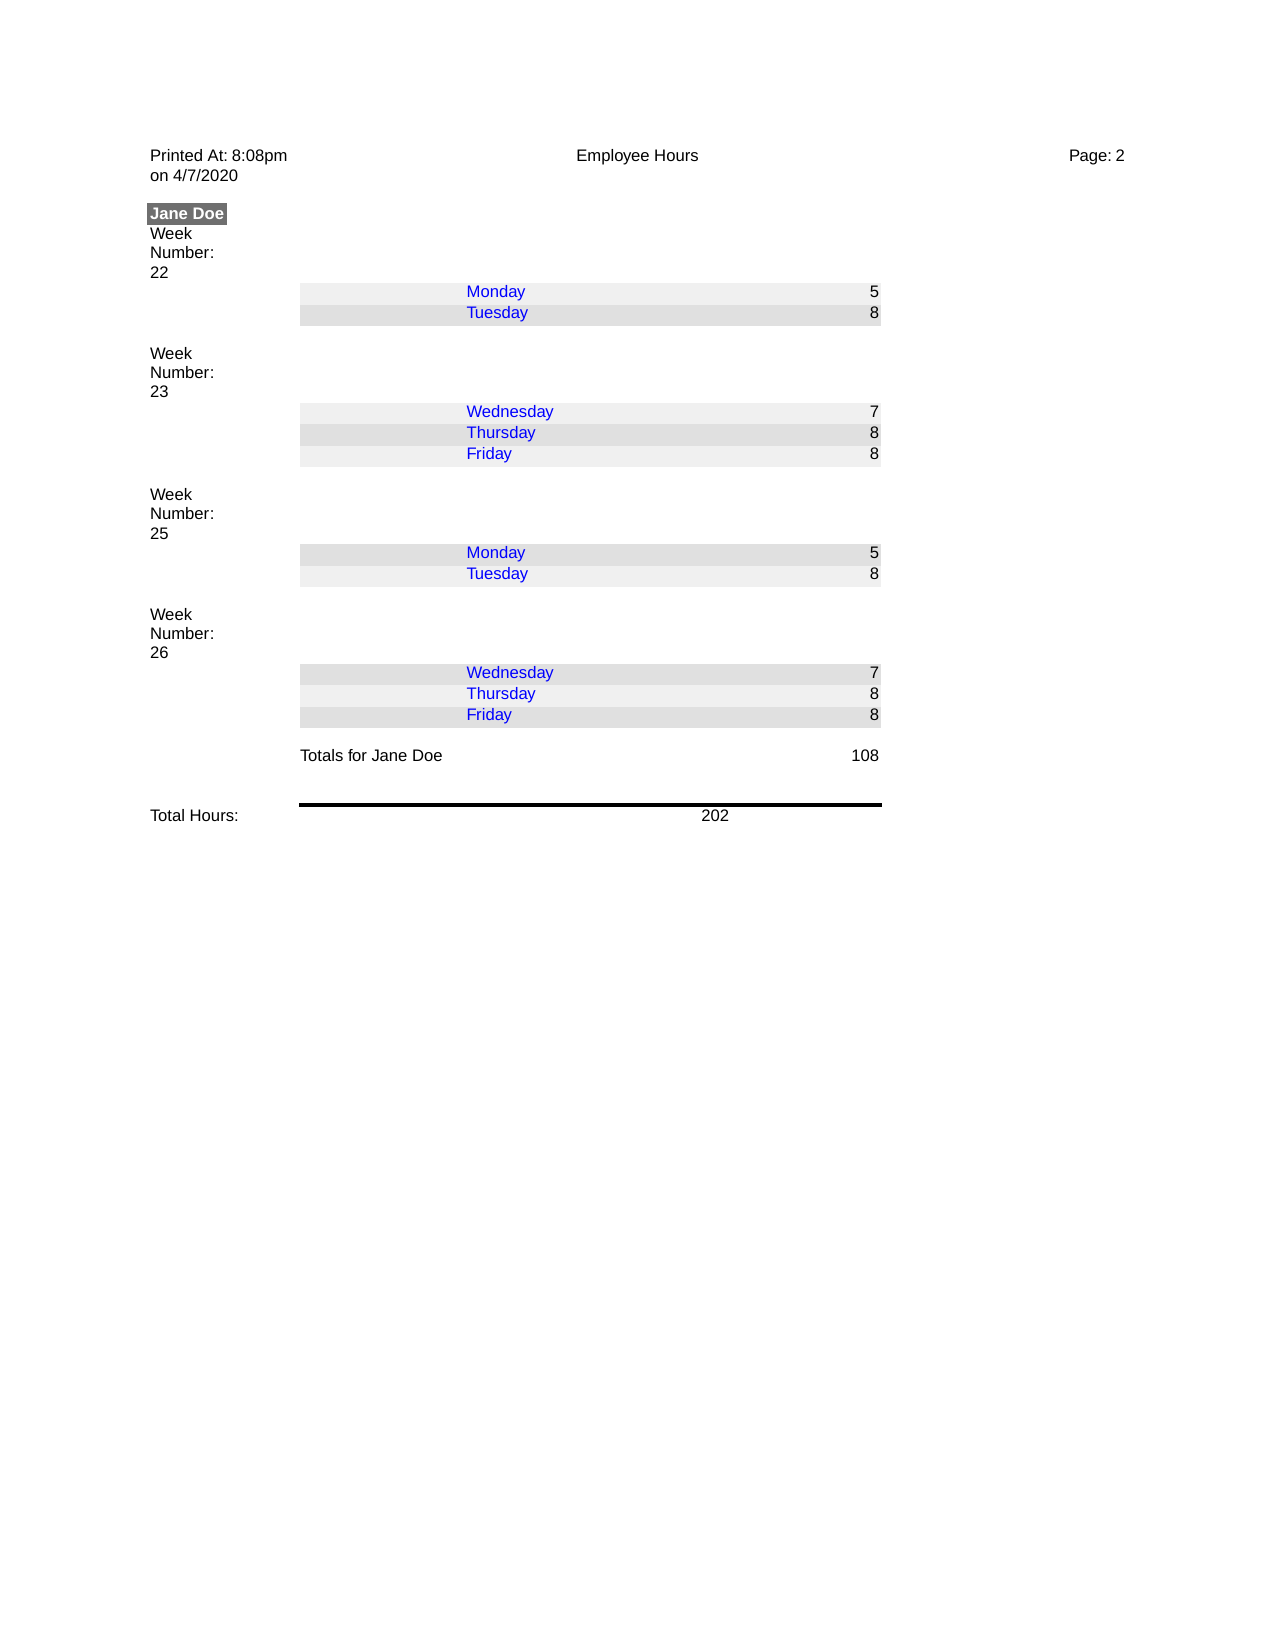 Printed At: 8:08pm Employee Hours Page: 2
on 4/7/2020
Jane Doe
Week
Number:
22
Monday 5
Tuesday 8
Week
Number:
23
Wednesday 7
Thursday 8
Friday 8
Week
Number:
25
Monday 5
Tuesday 8
Week
Number:
26
Wednesday 7
Thursday 8
Friday 8
Totals for Jane Doe 108
Total Hours: 202